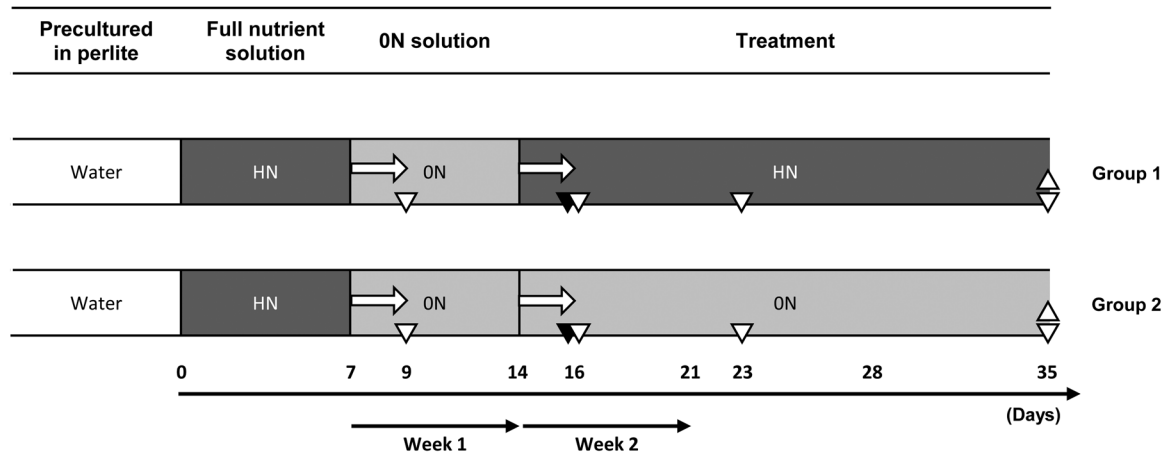 Precultured
in perlite
Full nutrient
solution
0N solution
Treatment
Water
HN
0N
HN
Group 1
Water
HN
0N
0N
Group 2
0 7 9 14 16 21 23 28 35
(Days)
Week 1
Week 2